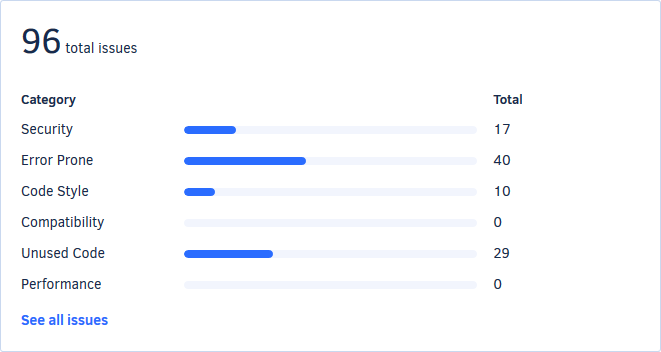 96 total issues
Category Total
Security 17
Error Prone 40
Code Style 10
Compatibility 0
Unused Code 29
Performance 0
See all issues